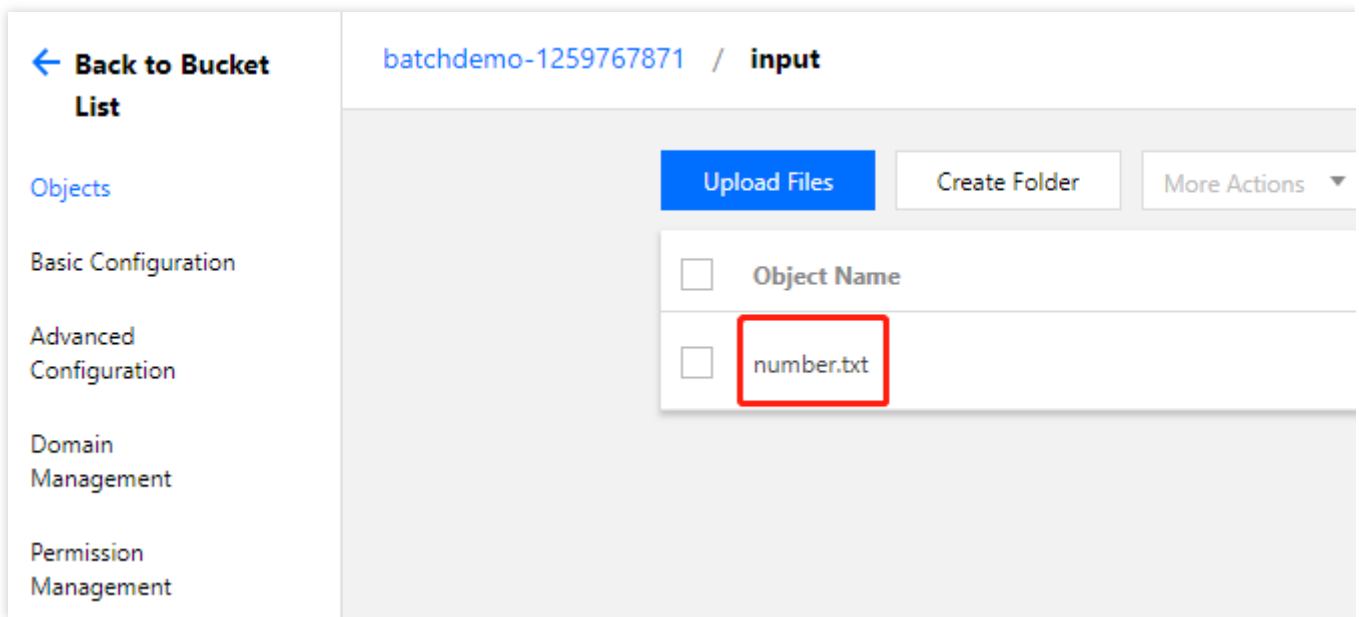 Back to Bucket
List
batchdemo-1259767871 / input
Objects
Basic Configuration
Advanced
Configuration
Domain
Management
Permission
Management
Upload Files
Create Folder
More Actions
Object Name
number.txt